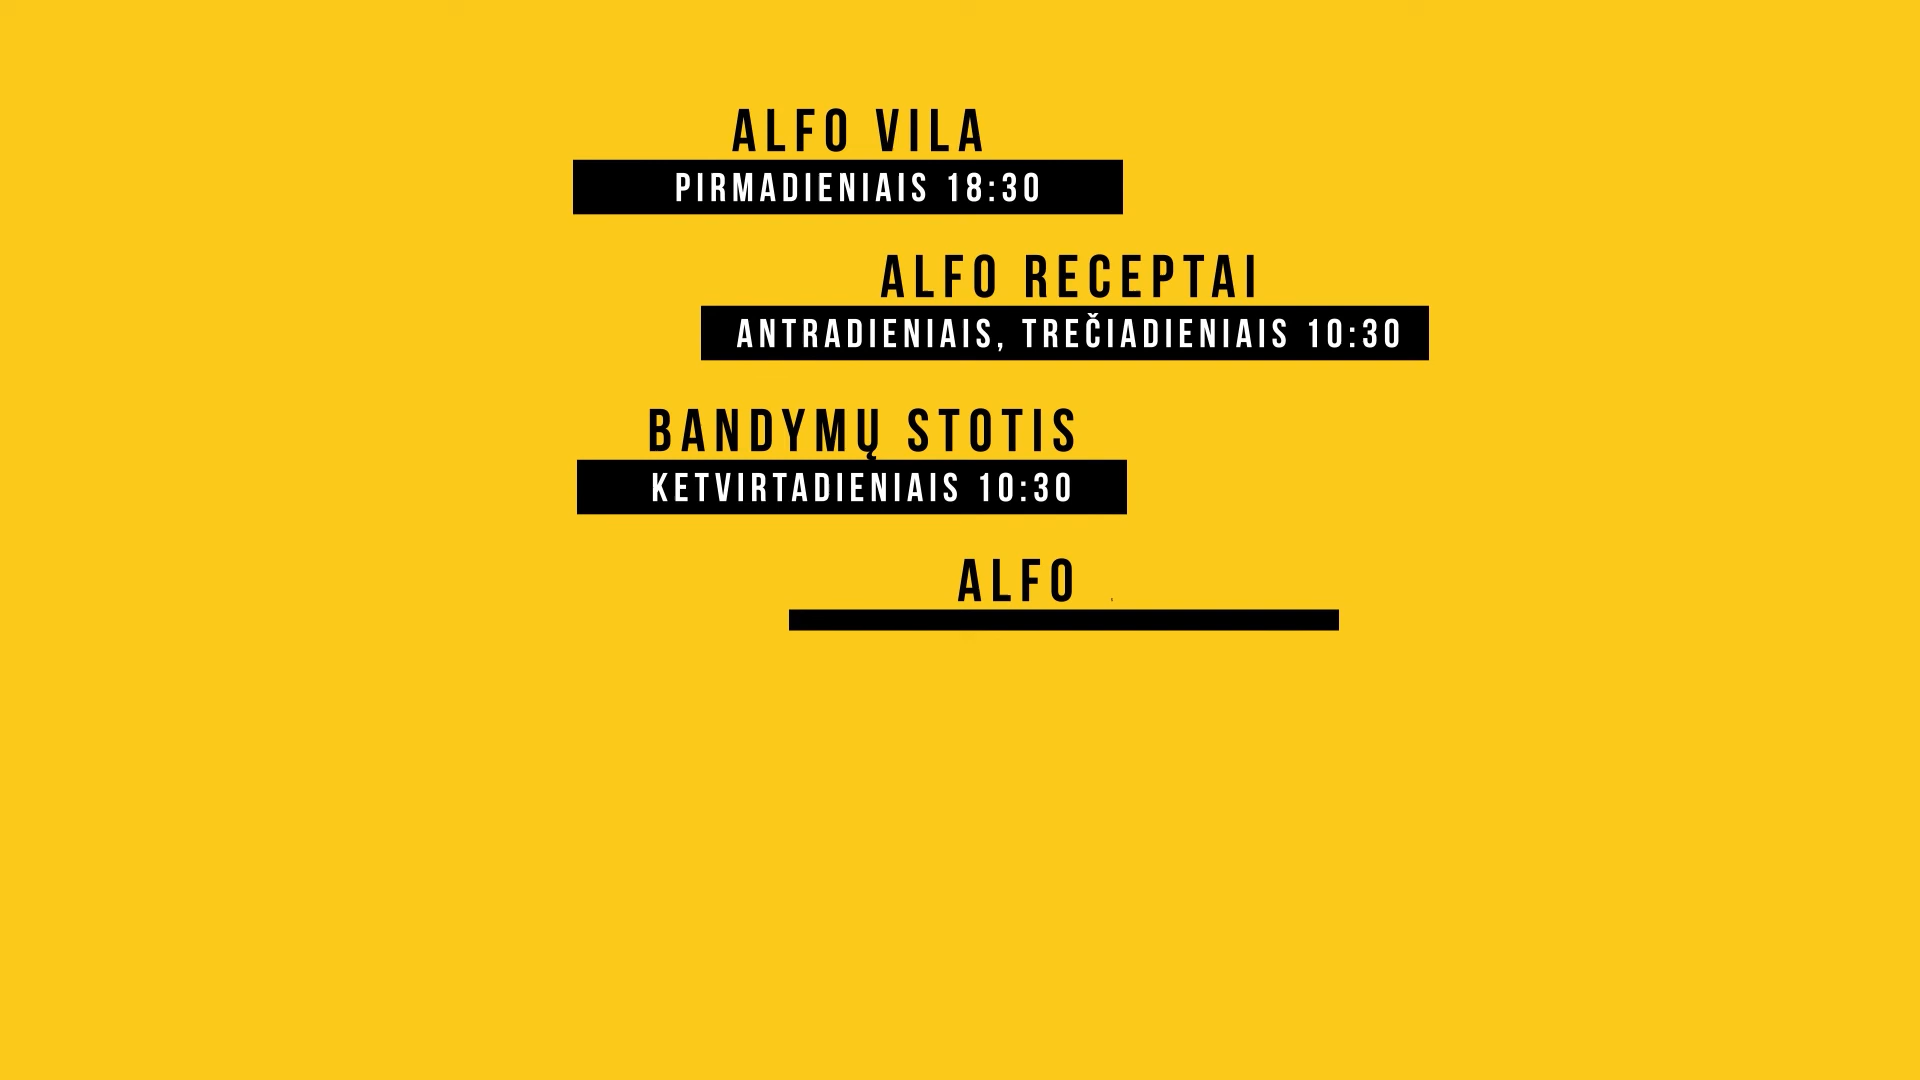 ALFO VILA
PIRMADIENIAIS 18:30
ALFO RECEPTAI
ANTRADIENIAIS, TREČIADIENIAIS 10:30
BANDYMŲ STOTIS
KETVIRTADIENIAIS 10:30
ALFO